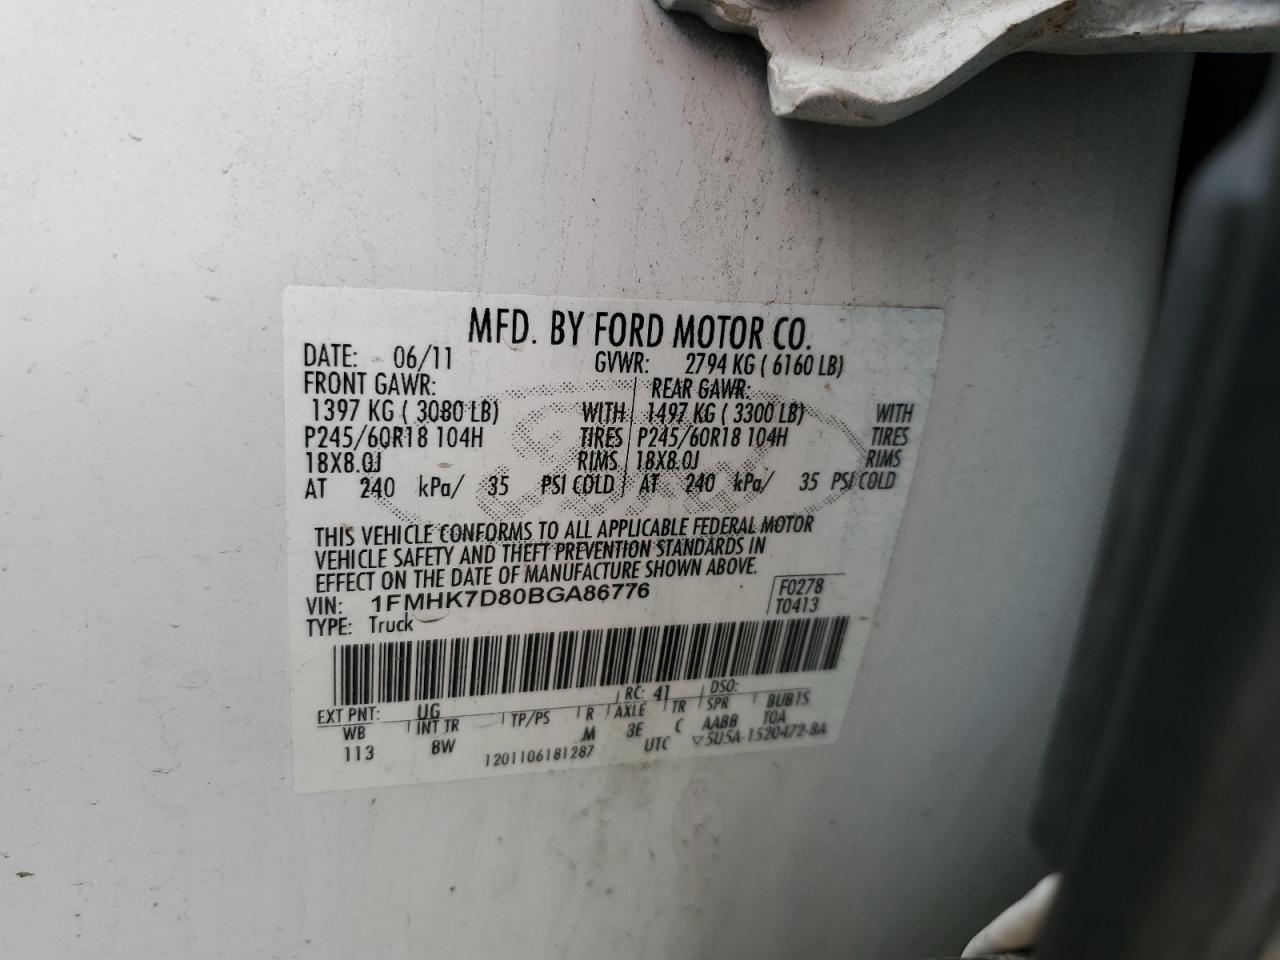 MFD. BY FORD MOTOR CO.
DATE: 06/11 GVWR: 2794 KG ( 6160 LB)
FRONT GAWR: REAR GAWR:
1397 KG ( 3080 LB) WITH 1497 KG ( 3300 LB) WITH
P245/60R18 104H TIRES P245/60R18 104H TIRES
18X8.0J RIMS 18X8.0J RIMS
AT 240 kPa/ 35 PSI COLD AT 240 kPa/ 35 PSI COLD
THIS VEHICLE CONFORMS TO ALL APPLICABLE FEDERAL MOTOR
VEHICLE SAFETY AND THEFT PREVENTION STANDARDS IN
EFFECT ON THE DATE OF MANUFACTURE SHOWN ABOVE.
VIN: 1FMHK7D80BGA86776 F0278
TYPE: Truck T0413
EXT PNT: UG RC: 41 DSO:
WB INT TR TP/PS R AXLE TR SPR BUB1S
113 8W M 3E C AABB T0A
1201106181287 UTC ▽5U5A-1520472-8A